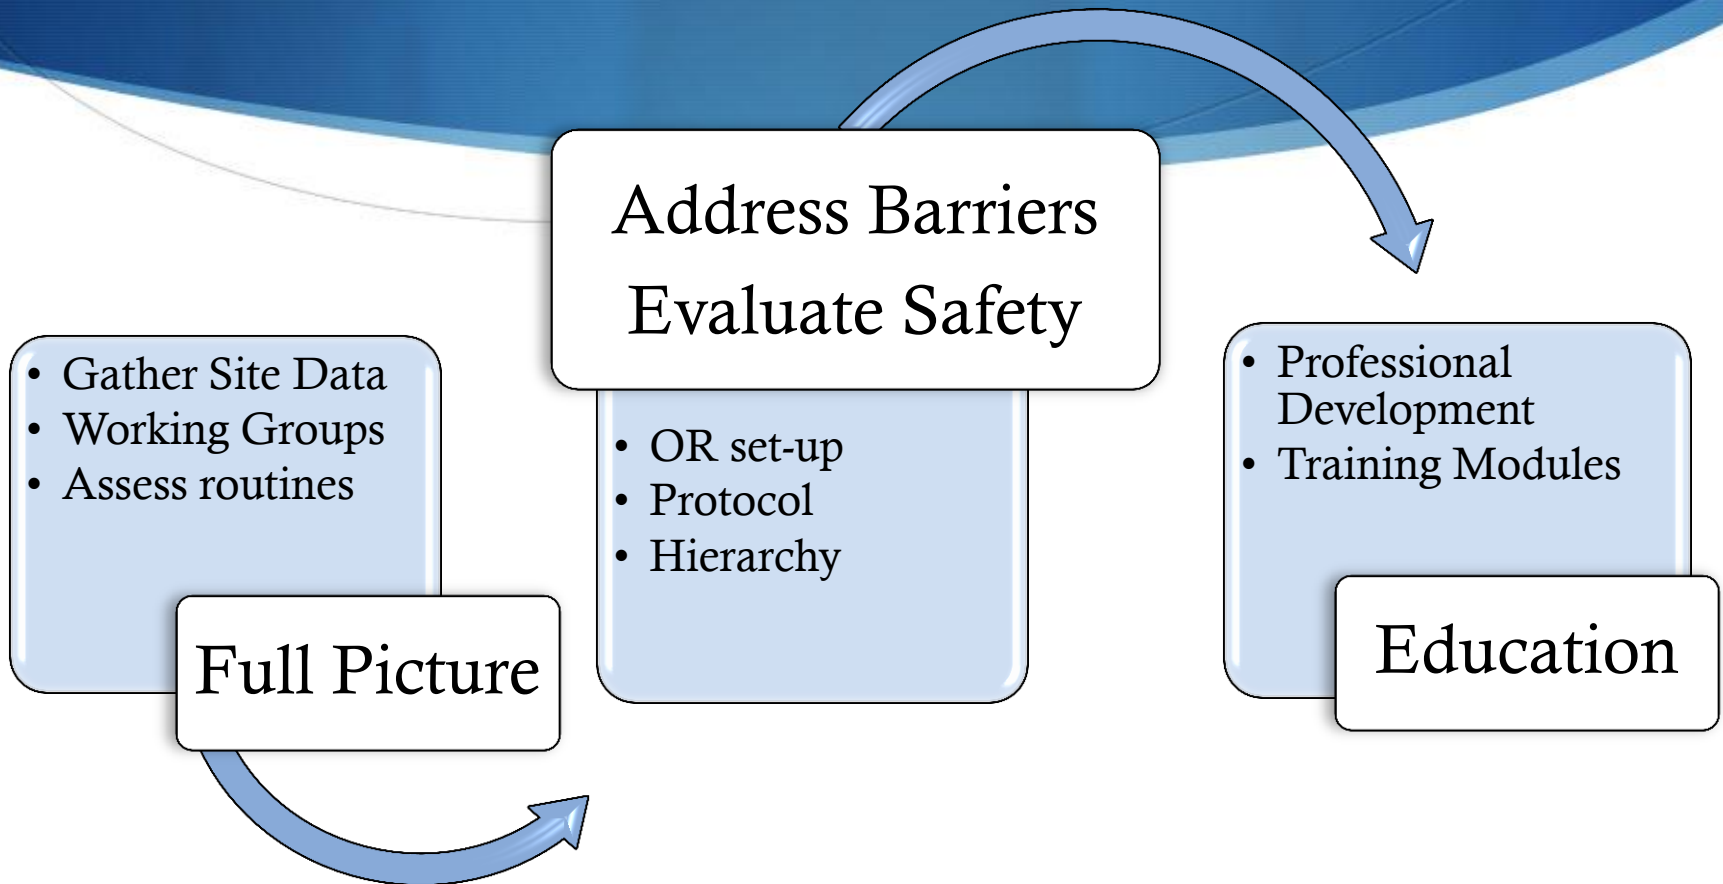 • Gather Site Data
• Working Groups
• Assess routines
Full Picture
Address Barriers
Evaluate Safety
• OR set-up
• Protocol
• Hierarchy
• Professional
Development
• Training Modules
Education